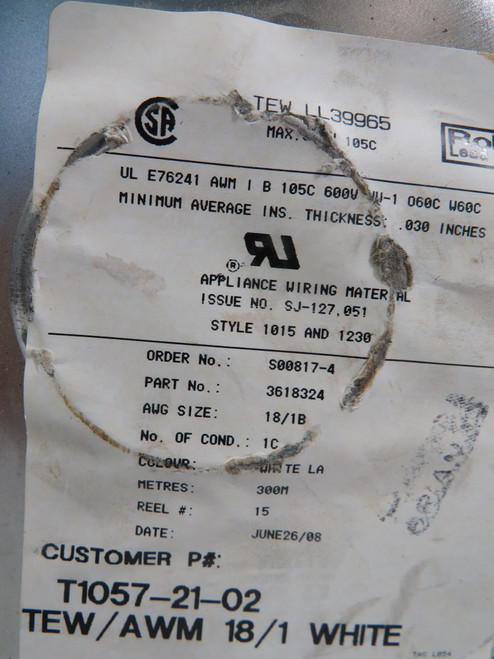 SA
TEW LL39965
MAX. 105C
UL E76241 AWM I B 105C 600V VW-1 O60C W60C
MINIMUM AVERAGE INS. THICKNESS: .030 INCHES
®
APPLIANCE WIRING MATERIAL
ISSUE NO. SJ-127,051
STYLE 1015 AND 1230
ORDER No.: S00817-4
PART No.: 3618324
AWG SIZE: 18/1B
No. OF COND.: 1C
COLOUR: WHITE LA
METRES: 300M
REEL #: 15
DATE: JUNE26/08
CUSTOMER P#:
T1057-21-02
TEW/AWM 18/1 WHITE